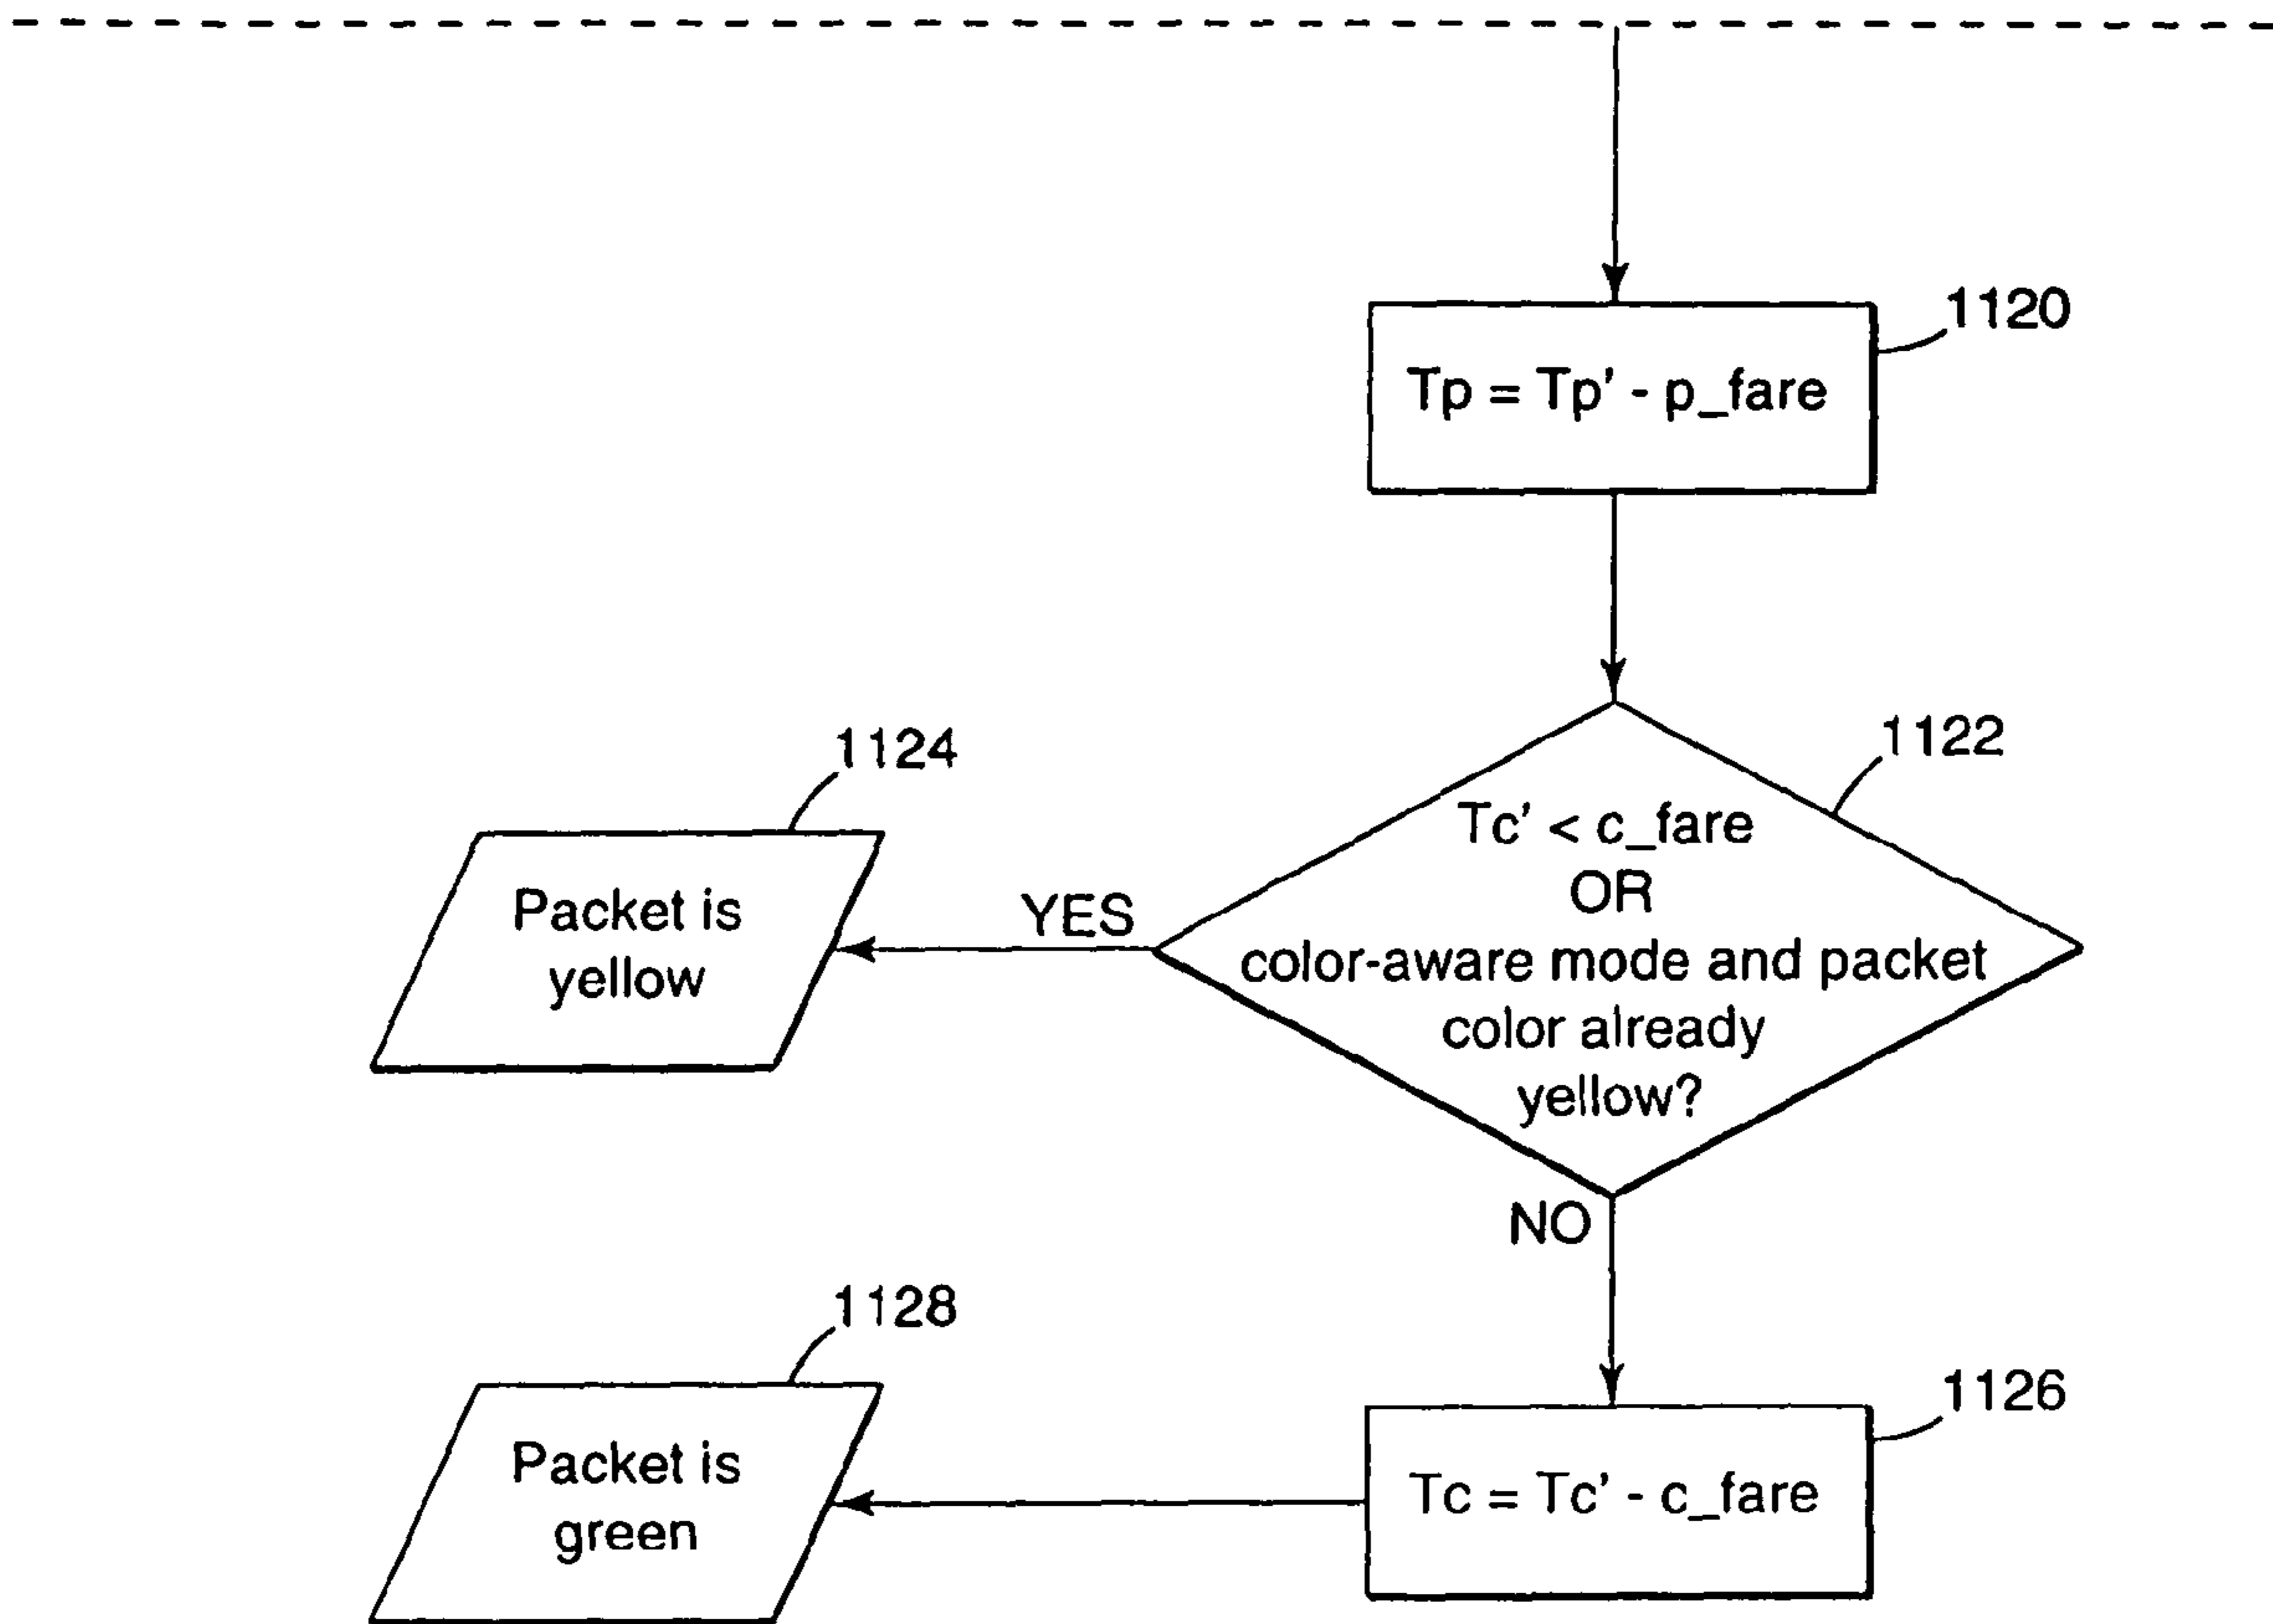 1120
Tp = Tp' - p_fare
1122
Tc' < c_fare
OR
color-aware mode and packet
color already
yellow?
YES
1124
Packet is
yellow
NO
1126
Tc = Tc' - c_fare
1128
Packet is
green